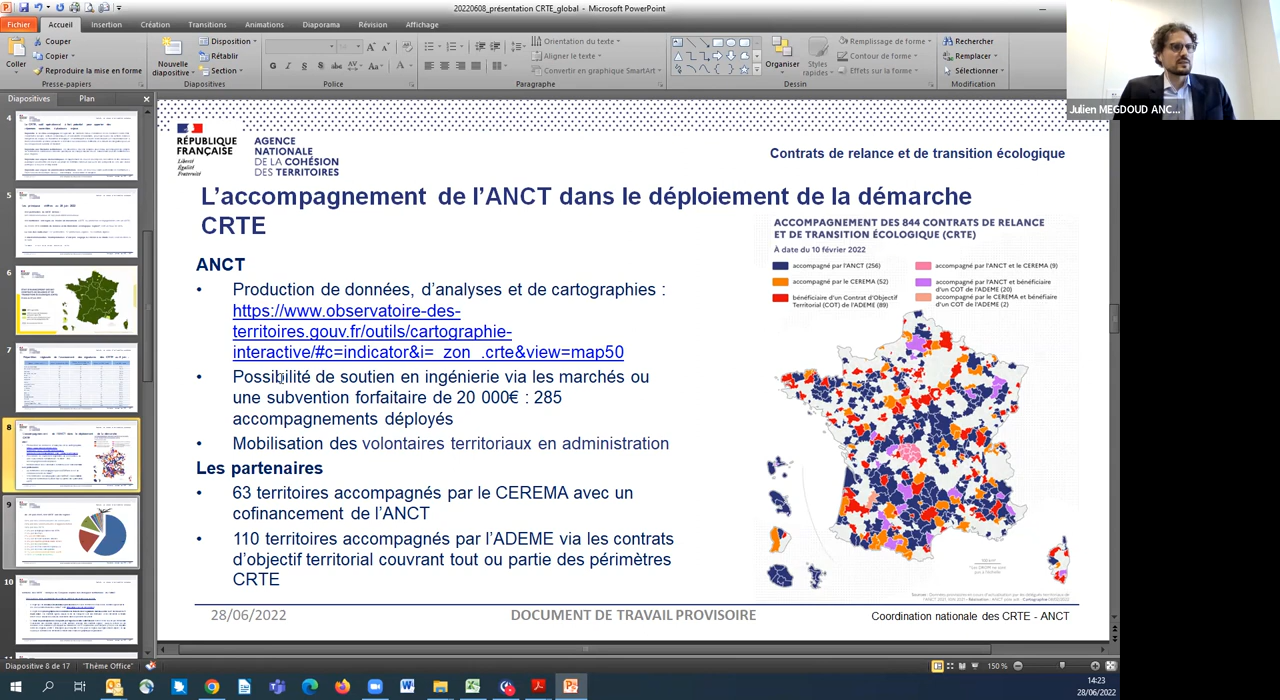 20220608_présentation CRTE_global - Microsoft PowerPoint
Fichier Accueil Insertion Création Transitions Animations Diaporama Révision Affichage
Coller
Couper
Copier
Reproduire la mise en forme
Presse-papiers
Nouvelle diapositive
Disposition
Rétablir
Section
Diapositives
G I S S abe AV Aa A
Police
Orientation du texte
Aligner le texte
Convertir en graphique SmartArt
Paragraphe
Organiser
Styles rapides
Remplissage de forme
Contour de forme
Effets sur la forme
Dessin
Rechercher
Remplacer
Sélectionner
Modification
Julien MEGDOUD ANC...
Diapositives Plan
4
5
6
7
8
9
10
RÉPUBLIQUE
FRANÇAISE
Liberté
Égalité
Fraternité
AGENCE
NATIONALE
DE LA COHÉSION
DES TERRITOIRES
Contrats de relance et de transition écologique
L’accompagnement de l’ANCT dans le déploiement de la démarche
CRTE
ANCT
• Production de données, d’analyses et de cartographies :
https://www.observatoire-des-
territoires.gouv.fr/outils/cartographie-
interactive/#c=indicator&i=_zon_crte&view=map50
• Possibilité de soutien en ingénierie via les marchés ou
une subvention forfaitaire de 20 000€ : 285
accompagnements déployés
• Mobilisation des volontaires territoriaux en administration
Les partenaires
• 63 territoires accompagnés par le CEREMA avec un
cofinancement de l’ANCT
• 110 territoires accompagnés par l’ADEME via les contrats
d’objectif territorial couvrant tout ou partie des périmètres
CRTE
ACCOMPAGNEMENT DES 844 CONTRATS DE RELANCE
ET DE TRANSITION ÉCOLOGIQUE (CRTE)
À date du 10 février 2022
accompagné par l'ANCT (256)
accompagné par le CEREMA (52)
bénéficiaire d'un Contrat d'Objectif
Territorial (COT) de l'ADEME (89)
accompagné par l'ANCT et le CEREMA (9)
accompagné par l'ANCT et bénéficiaire
d'un COT de l'ADEME (20)
accompagné par le CEREMA et bénéficiaire
d'un COT de l'ADEME (2)
28/06/2022
DOCUMENT DE TRAVAIL PROVISOIRE
Coordination nationale des CRTE - ANCT
Diapositive 8 de 17 "Thème Office"
150 %
14:23
28/06/2022